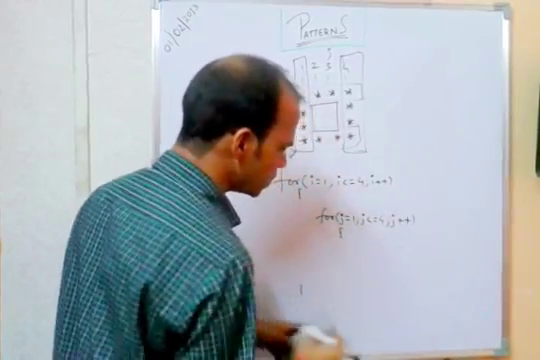 01/04/2013
PATTERNS
j
1 2 3 4
* * *
*
* *
* * * *
for(i=1, i<=4, i++)
{
for(j=1, j<=4, j++)
{